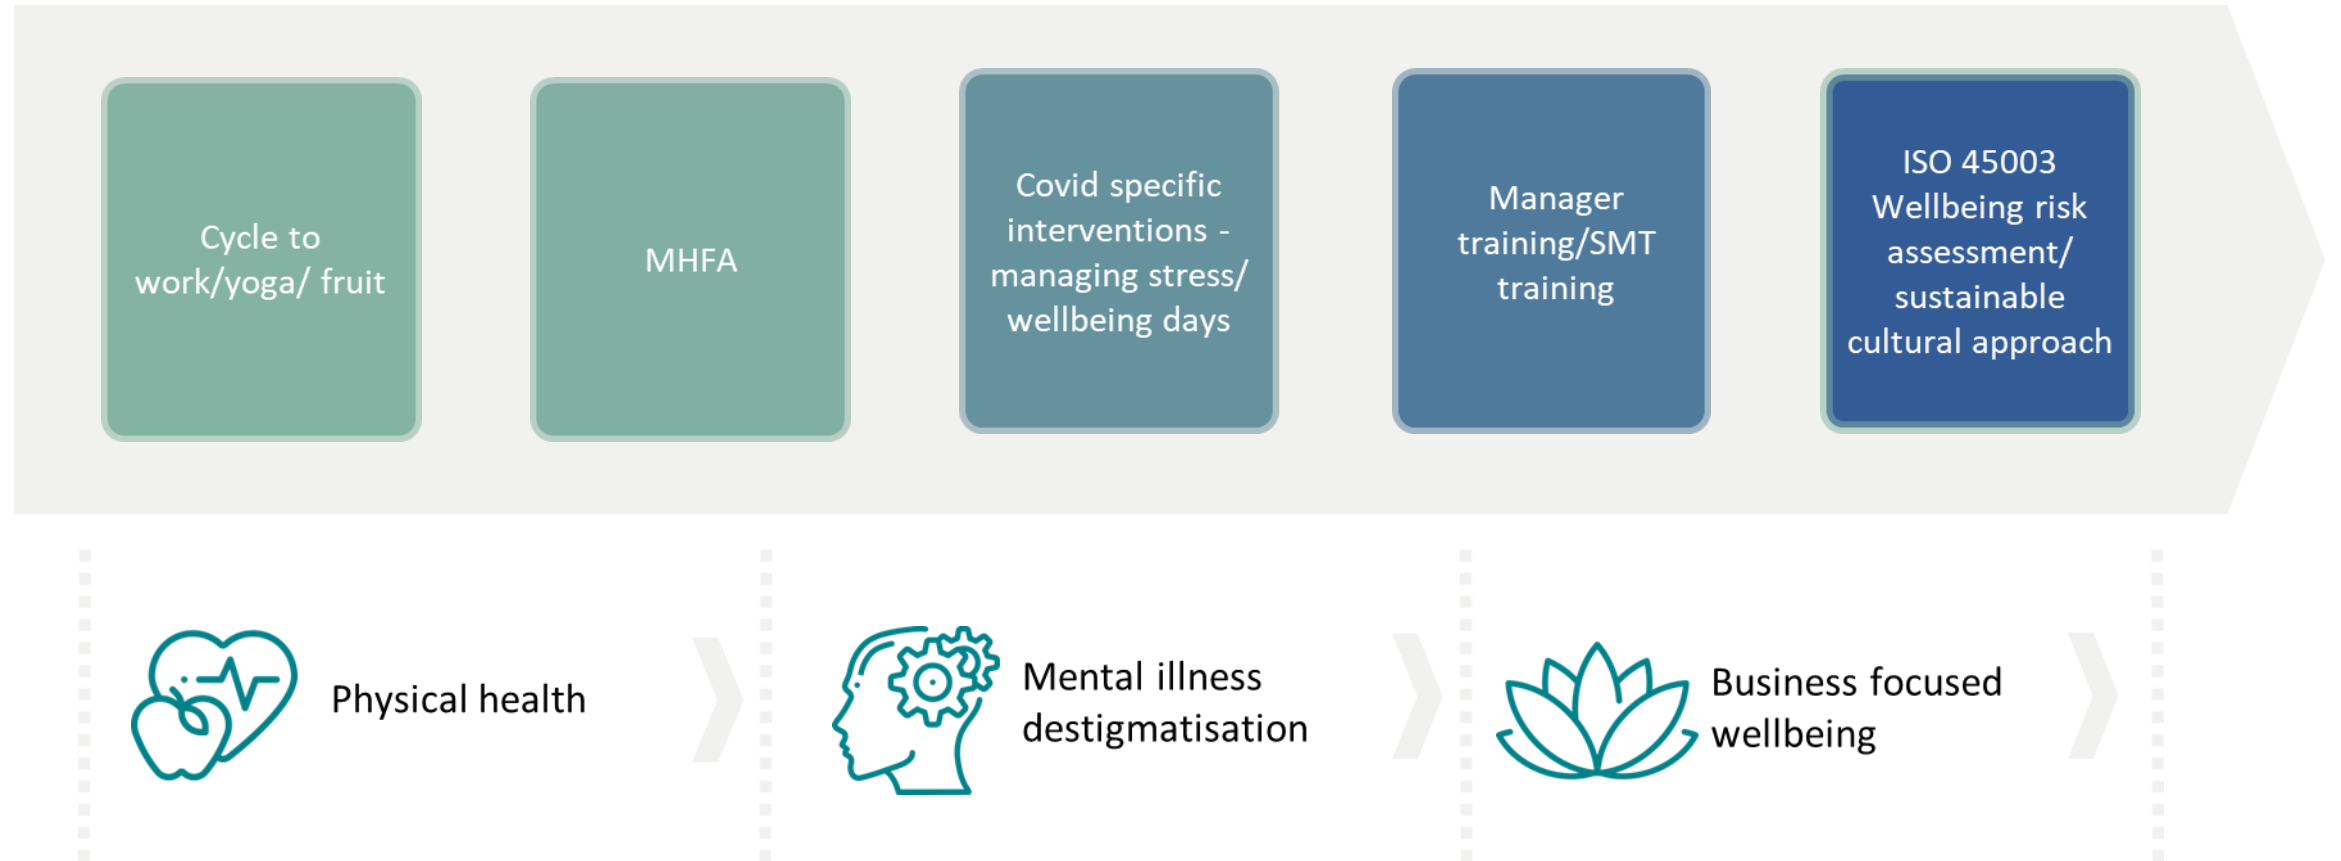 Cycle to
work/yoga/ fruit
MHFA
Covid specific
interventions -
managing stress/
wellbeing days
Manager
training/SMT
training
ISO 45003
Wellbeing risk
assessment/
sustainable
cultural approach
Physical health
Mental illness
destigmatisation
Business focused
wellbeing